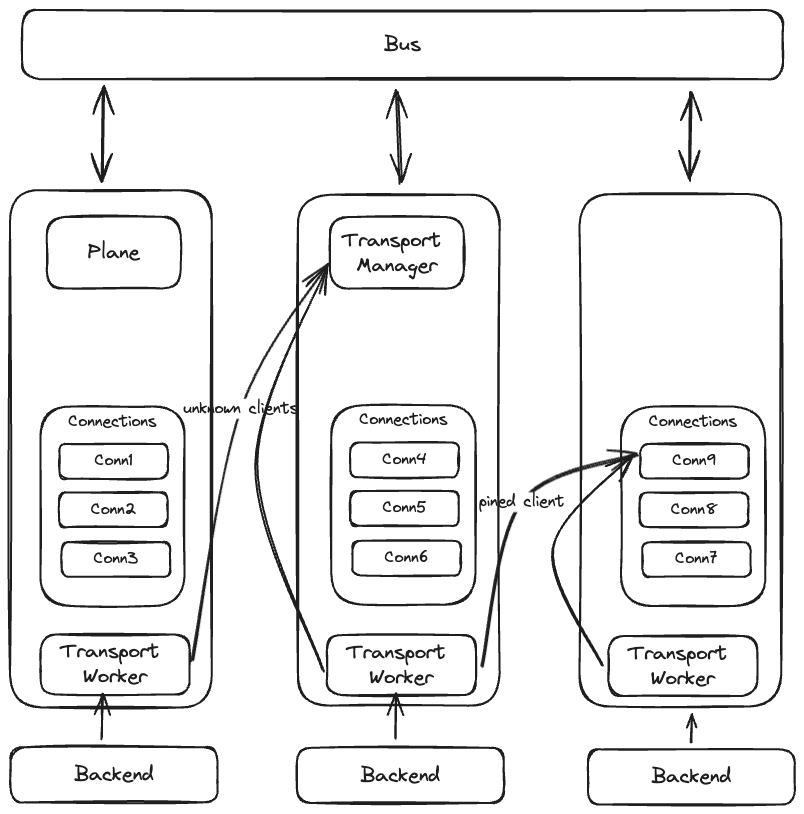 Bus
Plane
Transport
Manager
unknown clients
Connections
Conn1
Conn2
Conn3
Connections
Conn4
Conn5
Conn6
pined client
Connections
Conn9
Conn8
Conn7
Transport
Worker
Transport
Worker
Transport
Worker
Backend
Backend
Backend